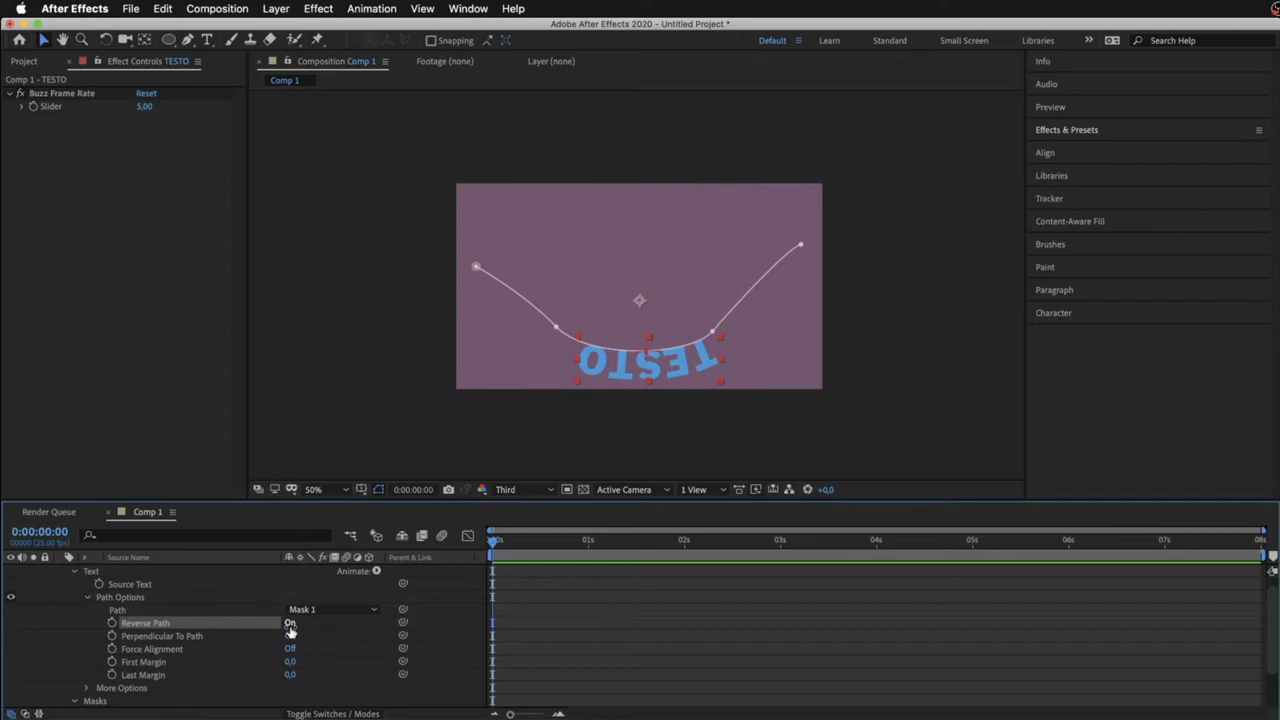 After Effects File Edit Composition Layer Effect Animation View Window Help
Adobe After Effects 2020 - Untitled Project *
Snapping Default Learn Standard Small Screen Libraries Search Help
Project Effect Controls TESTO Composition Comp 1 Footage (none) Layer (none) Info
Comp 1 - TESTO Comp 1 Audio
fx Buzz Frame Rate Reset
Slider 5,00 Preview
Effects & Presets
Align
Libraries
Tracker
Content-Aware Fill
Brushes
Paint
Paragraph
Character
TESTO
50% 0:00:00:00 Third Active Camera 1 View +0,0
Render Queue Comp 1
0:00:00:00
00000 (25.00 fps)
# Source Name fx Parent & Link 01s 02s 03s 04s 05s 06s 07s 08s
Text Animate:
Source Text
Path Options
Path Mask 1
Reverse Path On
Perpendicular To Path
Force Alignment Off
First Margin 0,0
Last Margin 0,0
More Options
Masks
Toggle Switches / Modes